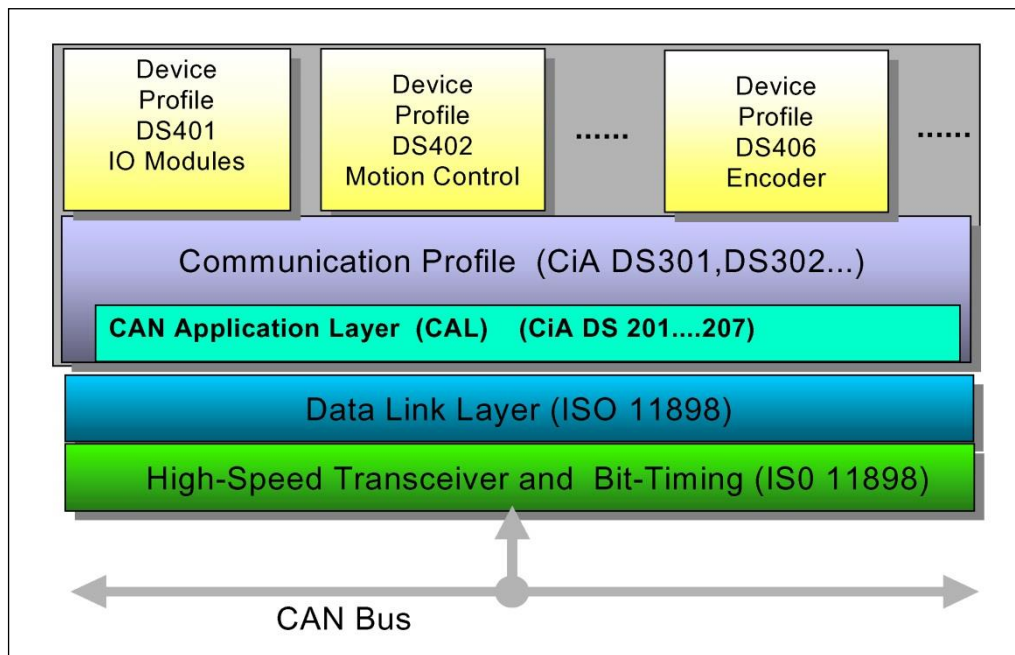 Device
Profile
DS401
IO Modules
Device
Profile
DS402
Motion Control
......
Device
Profile
DS406
Encoder
......
Communication Profile (CiA DS301,DS302...)
CAN Application Layer (CAL) (CiA DS 201....207)
Data Link Layer (ISO 11898)
High-Speed Transceiver and Bit-Timing (IS0 11898)
CAN Bus